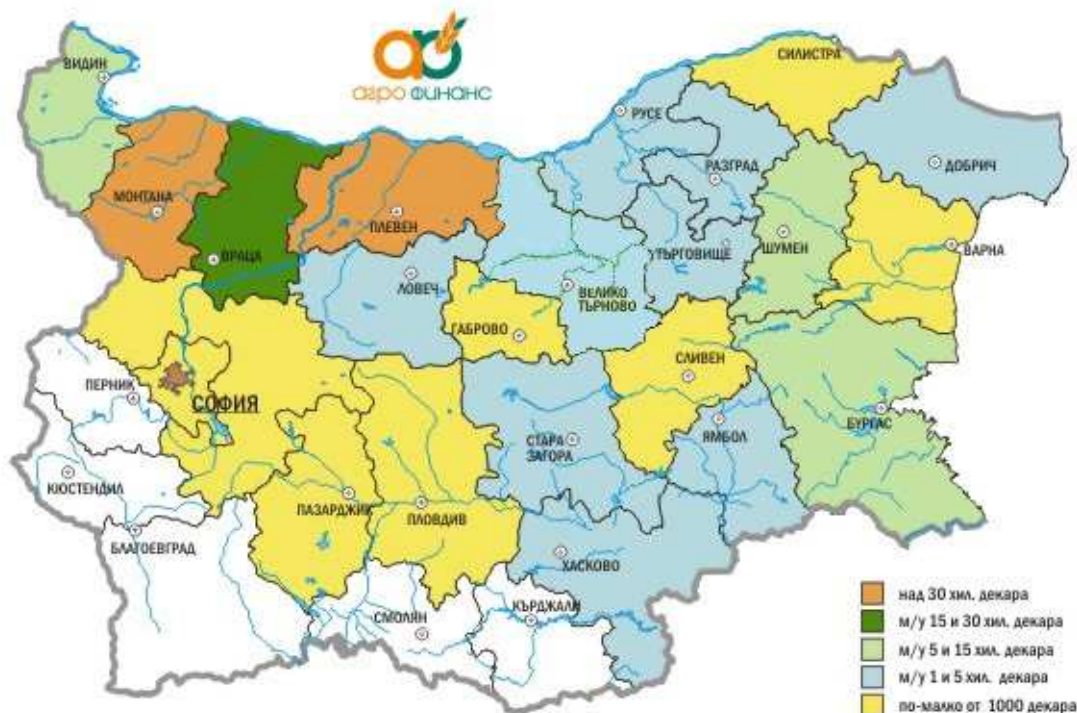 агро финанс
ВИДИН
СИЛИСТРА
РУСЕ
МОНТАНА
ПЛЕВЕН
РАЗГРАД
ДОБРИЧ
ВРАЦА
ЛОВЕЧ
ВЕЛИКО
ТЪРНОВО
ТЪРГОВИЩЕ
ШУМЕН
ВАРНА
ГАБРОВО
СЛИВЕН
ПЕРНИК
СОФИЯ
СТАРА
ЗАГОРА
ЯМБОЛ
БУРГАС
КЮСТЕНДИЛ
ПАЗАРДЖИК
ПЛОВДИВ
БЛАГОЕВГРАД
ХАСКОВО
СМОЛЯН
КЪРДЖАЛИ
над 30 хил. декара
м/у 15 и 30 хил. декара
м/у 5 и 15 хил. декара
м/у 1 и 5 хил. декара
по-малко от 1000 декара